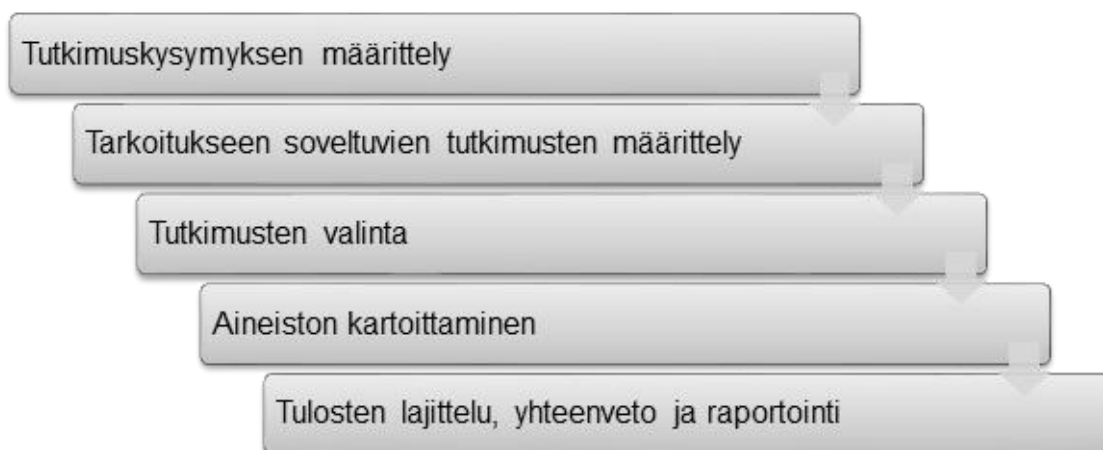 Tutkimuskysymyksen määrittely
Tarkoitukseen soveltuvien tutkimusten määrittely
Tutkimusten valinta
Aineiston kartoittaminen
Tulosten lajittelu, yhteenveto ja raportointi